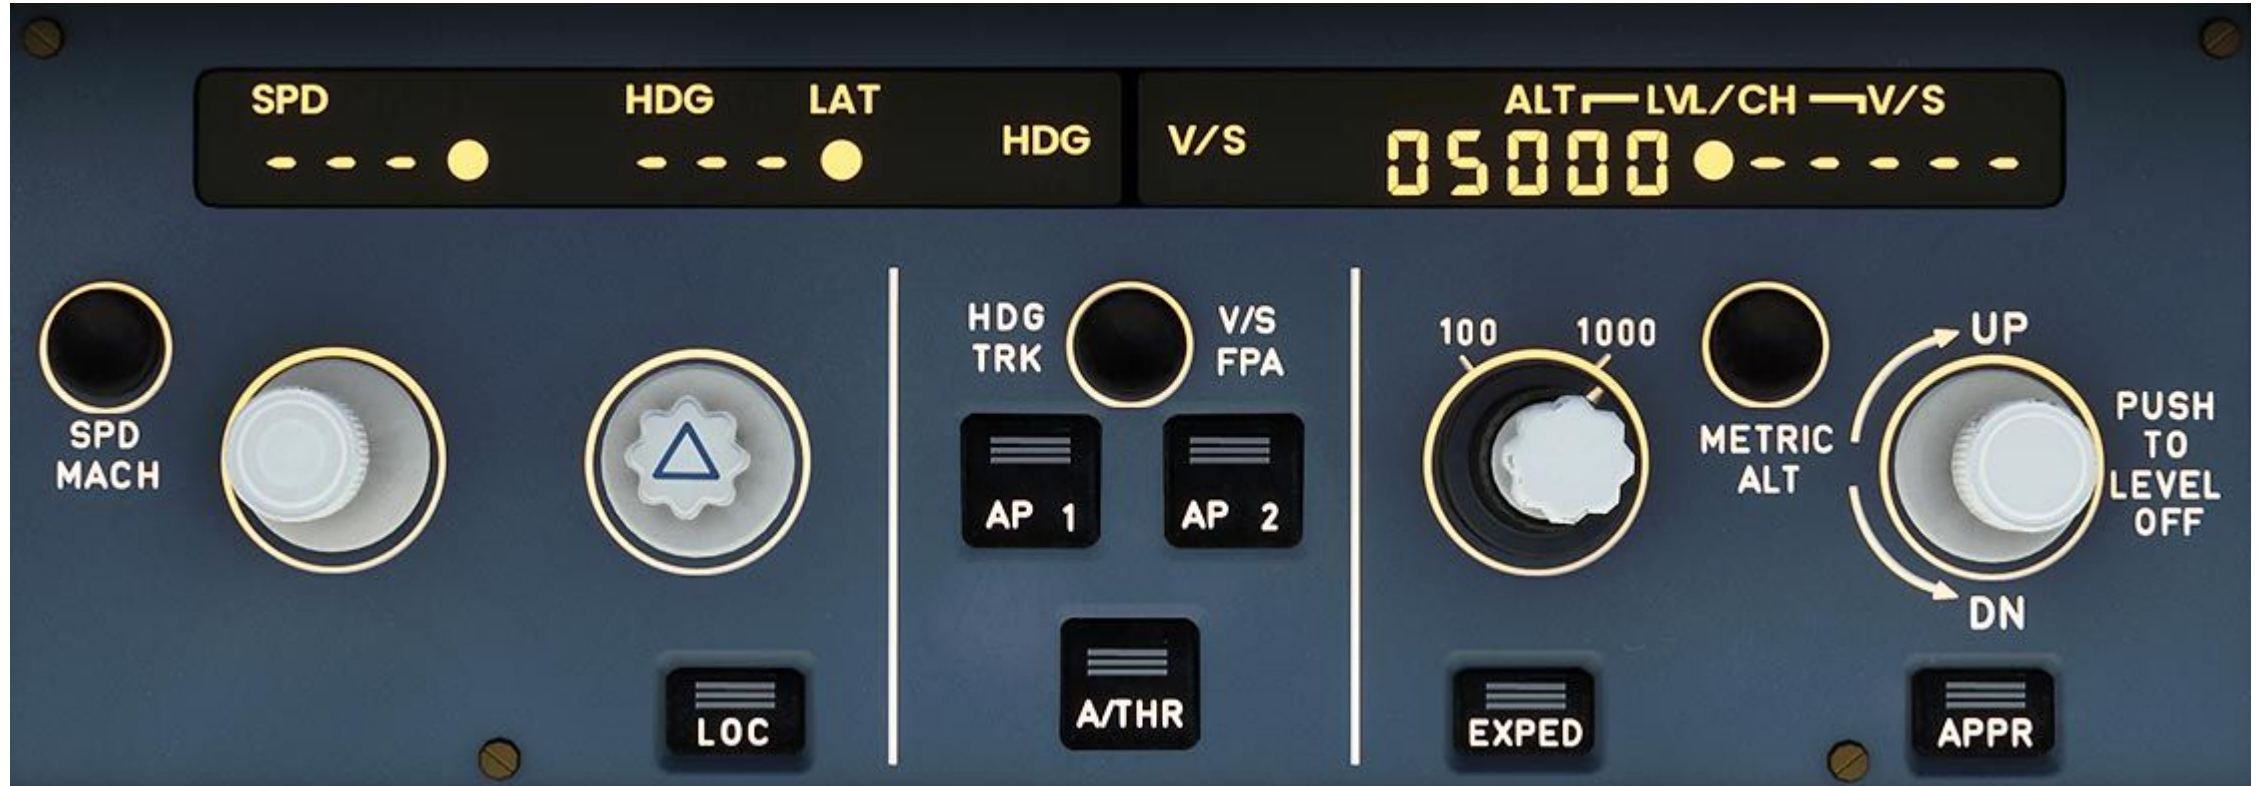 SPD HDG LAT
HDG
- - - ● - - - ●
V/S
ALT LVL/CH V/S
05000 ● - - - - -
SPD
MACH
HDG
TRK
V/S
FPA
AP 1
AP 2
A/THR
LOC
100 1000
METRIC
ALT
UP
PUSH
TO
LEVEL
OFF
DN
EXPED
APPR